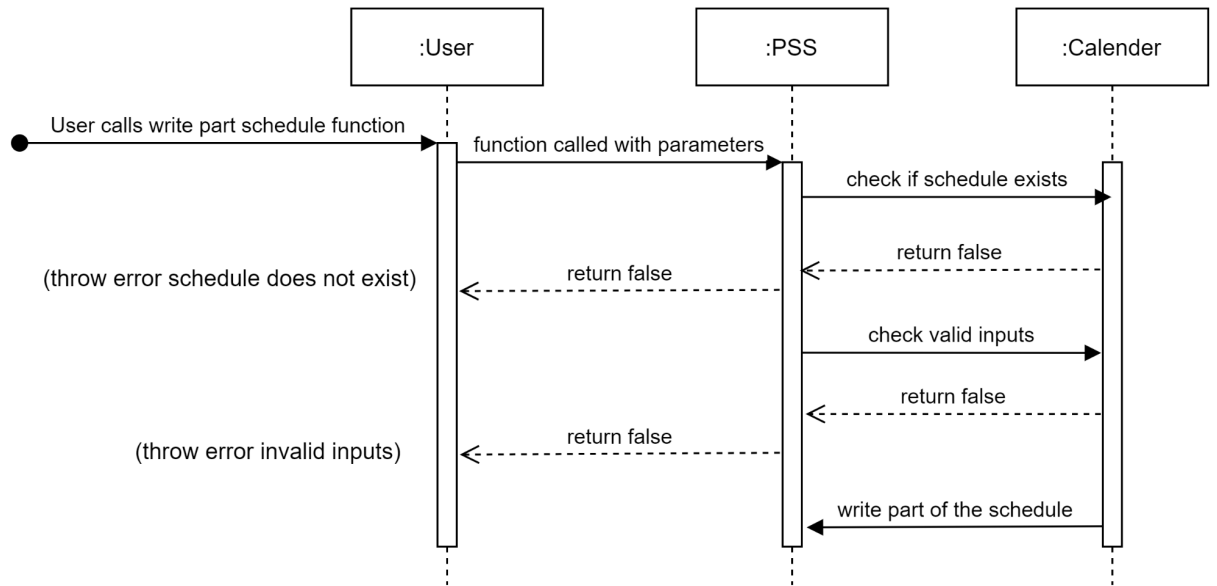 :User
:PSS
:Calender
User calls write part schedule function
function called with parameters
check if schedule exists
return false
(throw error schedule does not exist)
return false
check valid inputs
return false
(throw error invalid inputs)
return false
write part of the schedule